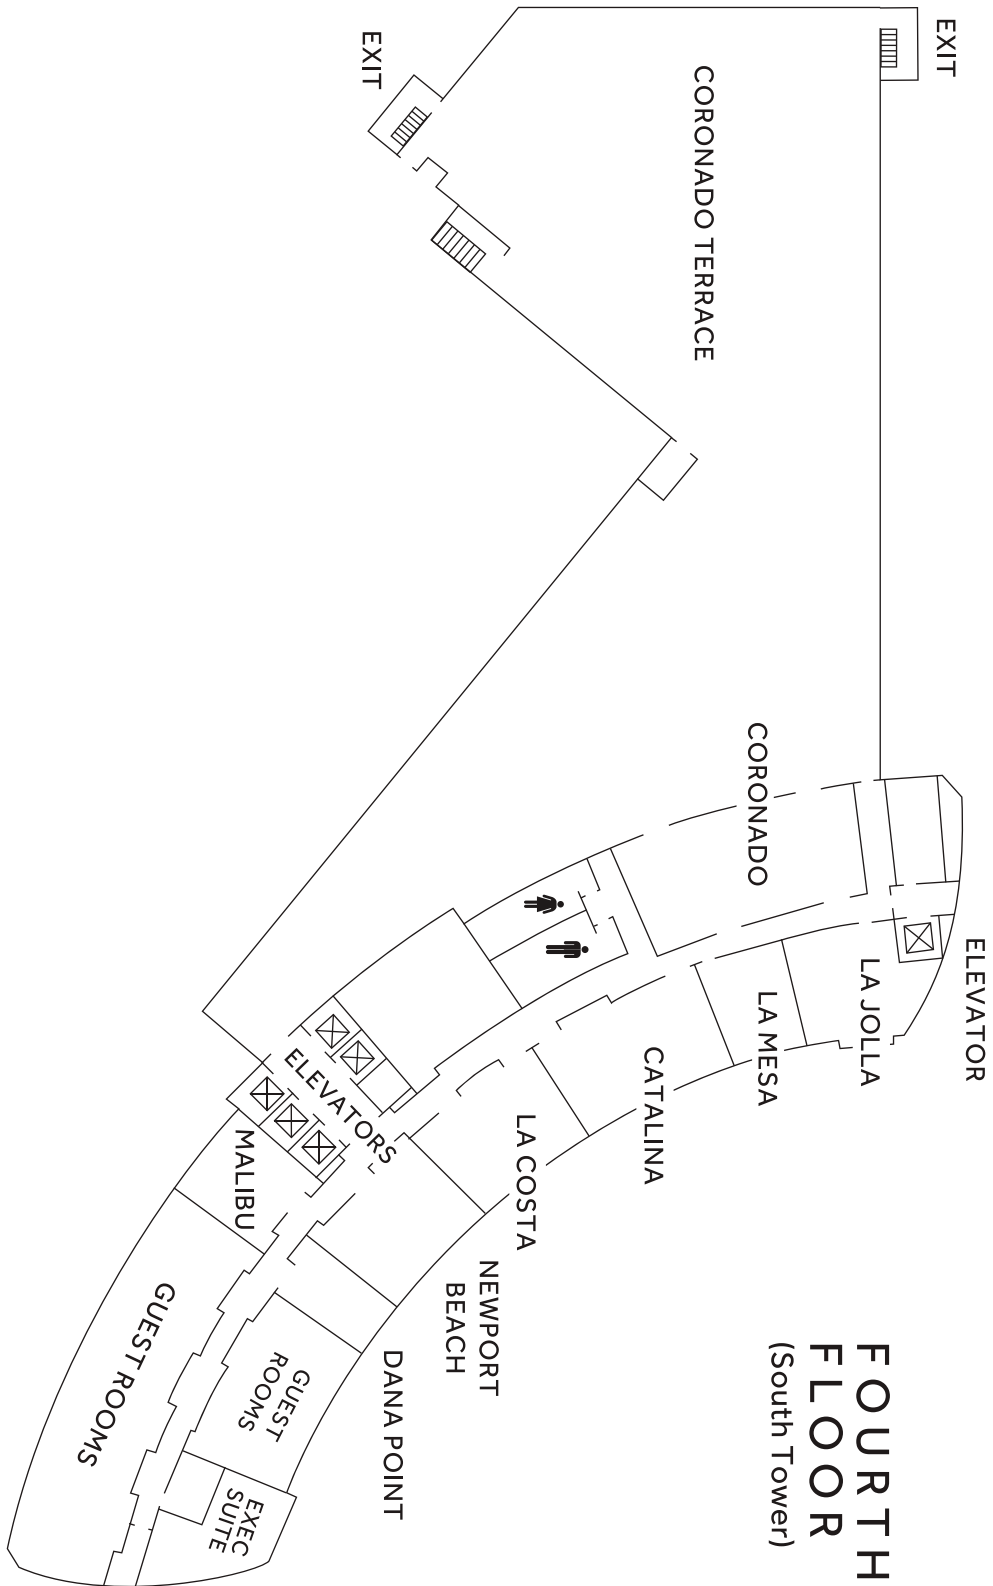 FOURTH
FLOOR
(South Tower)
EXIT
EXIT
CORONADO TERRACE
CORONADO
ELEVATOR
LA JOLLA
LA MESA
CATALINA
LA COSTA
NEWPORT
BEACH
DANA POINT
ELEVATORS
MALIBU
GUEST ROOMS
GUEST
ROOMS
EXEC
SUITE